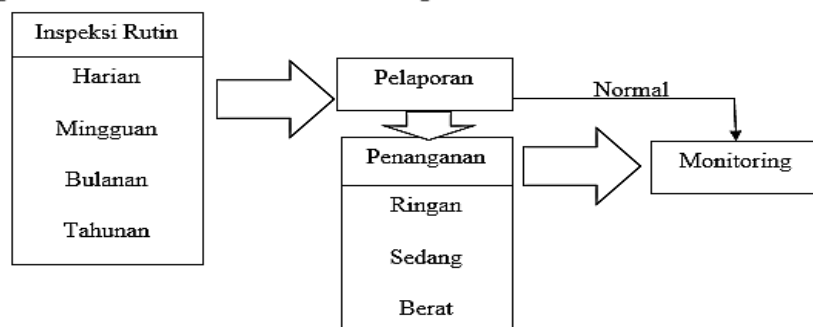 Inspeksi Rutin
Harian
Mingguan
Bulanan
Tahunan
Pelaporan
Normal
Penanganan
Ringan
Sedang
Berat
Monitoring